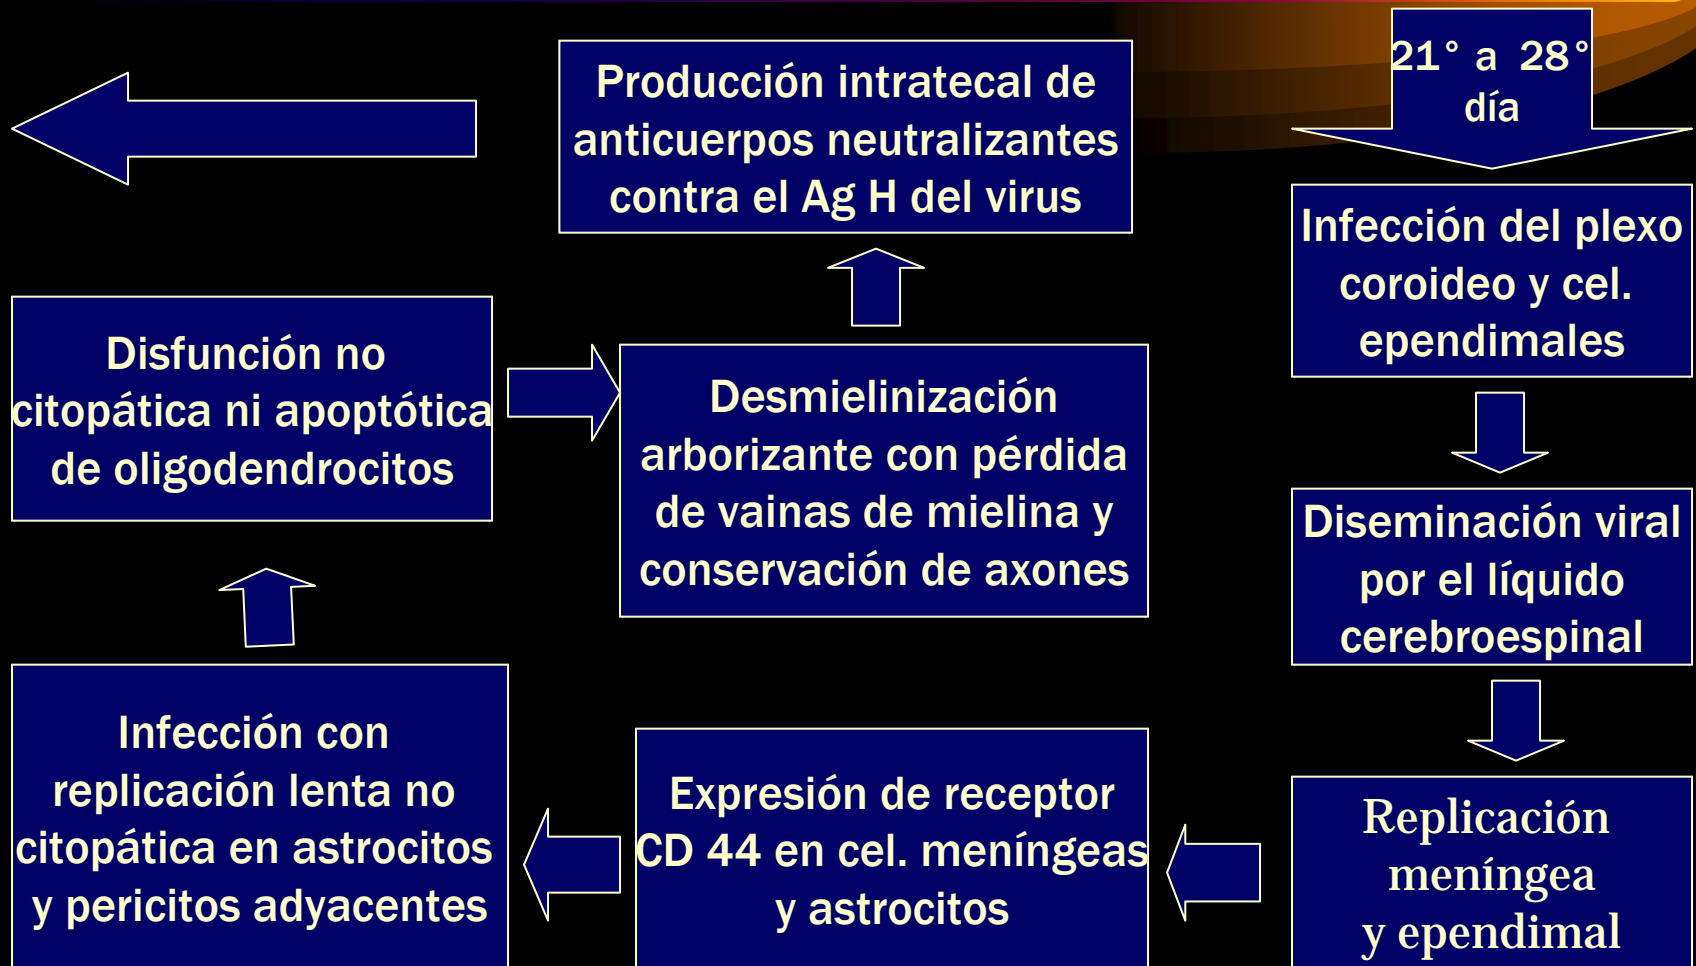 21° a 28°
día
Infección del plexo
coroideo y cel.
ependimales
Diseminación viral
por el líquido
cerebroespinal
Replicación
meníngea
y ependimal
Expresión de receptor
CD 44 en cel. meníngeas
y astrocitos
Infección con
replicación lenta no
citopática en astrocitos
y pericitos adyacentes
Disfunción no
citopática ni apoptótica
de oligodendrocitos
Desmielinización
arborizante con pérdida
de vainas de mielina y
conservación de axones
Producción intratecal de
anticuerpos neutralizantes
contra el Ag H del virus